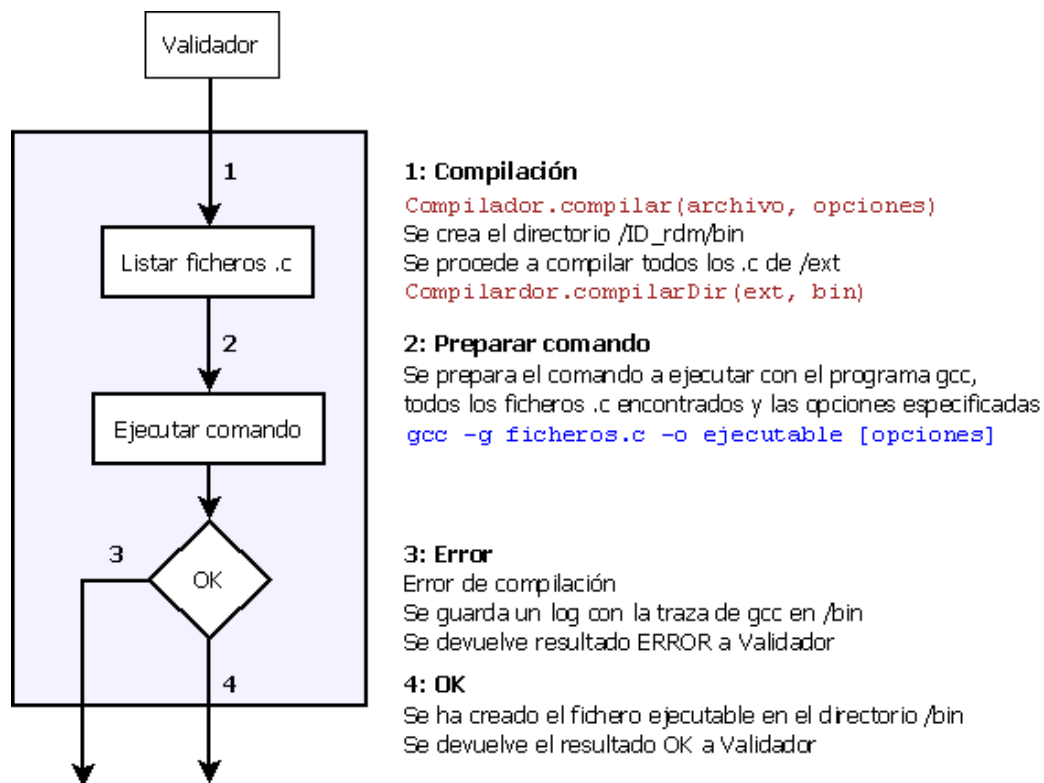 Validador
1
Listar ficheros .c
2
Ejecutar comando
3
OK
4
1: Compilación
Compilador.compilar(archivo, opciones)
Se crea el directorio /ID_rdm/bin
Se procede a compilar todos los .c de /ext
Compilardor.compilarDir(ext, bin)
2: Preparar comando
Se prepara el comando a ejecutar con el programa gcc,
todos los ficheros .c encontrados y las opciones especificadas
gcc -g ficheros.c -o ejecutable [opciones]
3: Error
Error de compilación
Se guarda un log con la traza de gcc en /bin
Se devuelve resultado ERROR a Validador
4: OK
Se ha creado el fichero ejecutable en el directorio /bin
Se devuelve el resultado OK a Validador